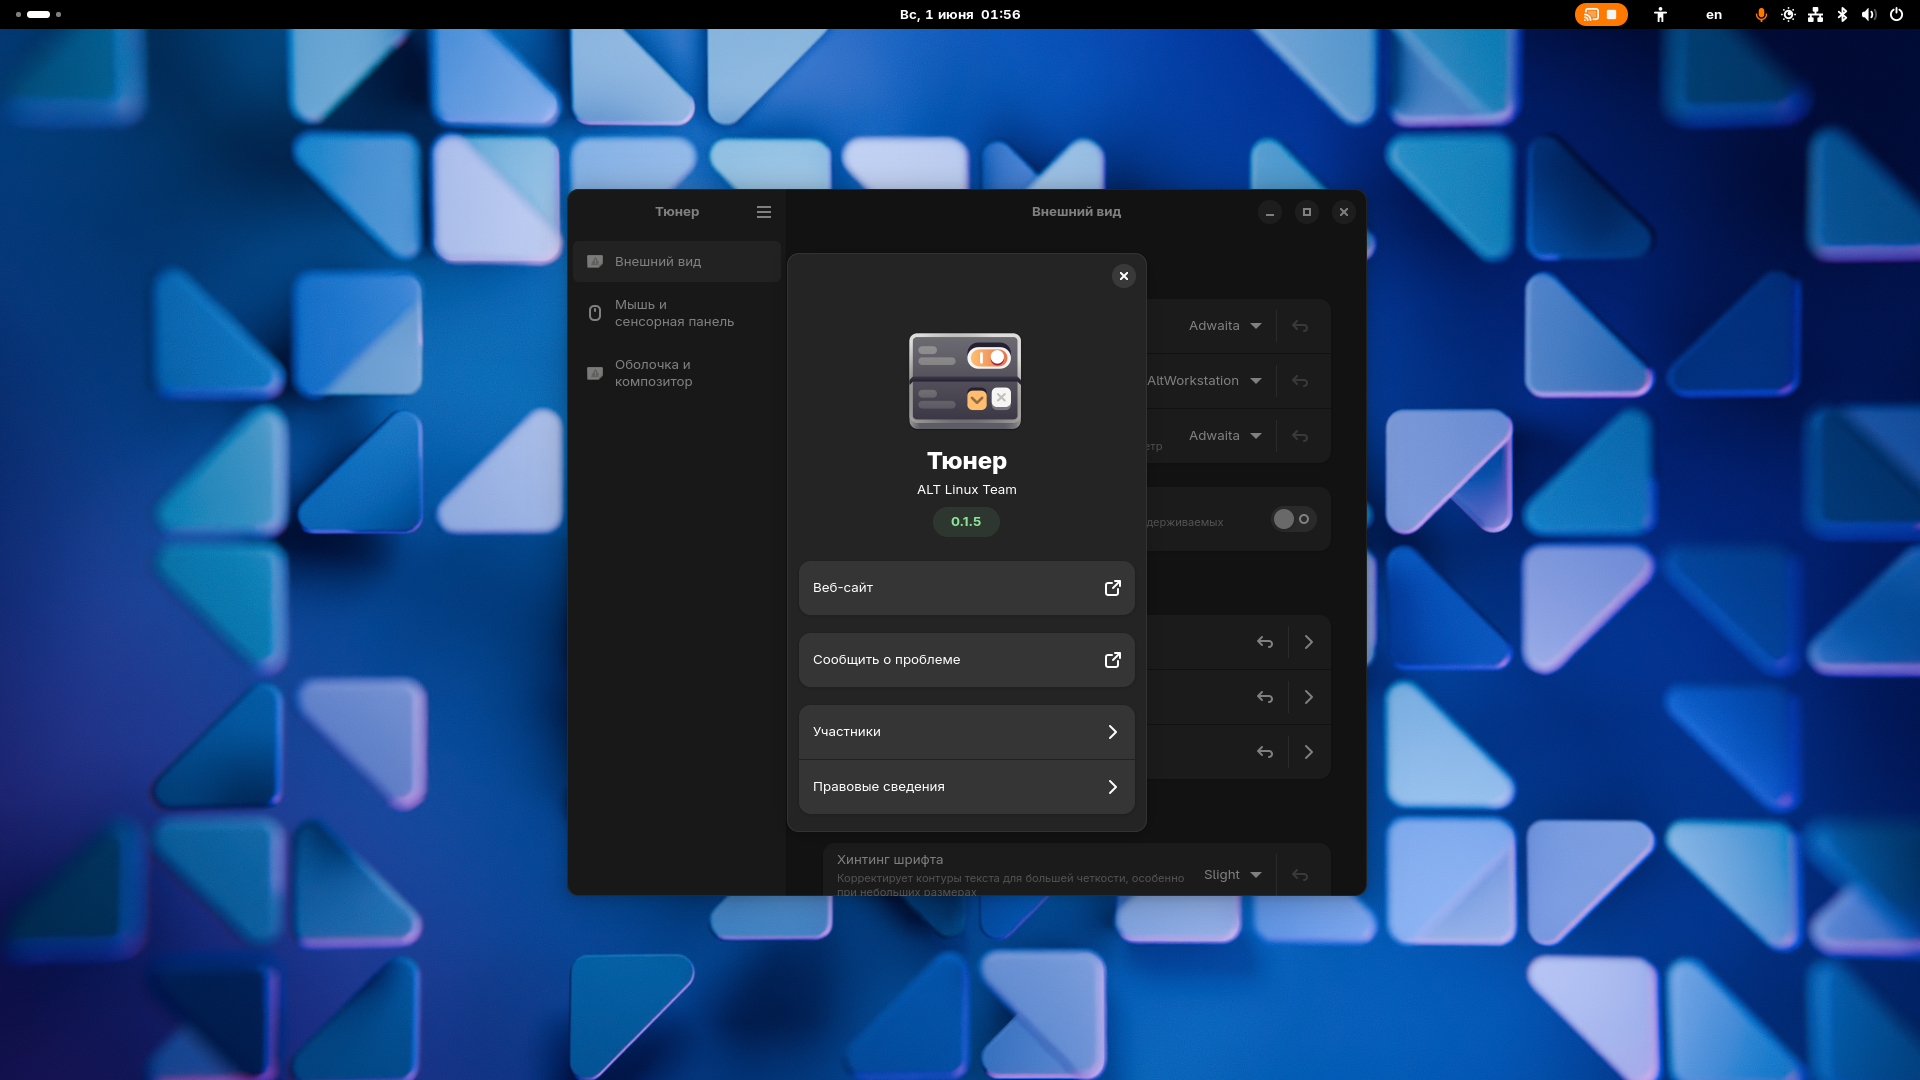 Вс, 1 июня 01:56
en
Тюнер
Внешний вид
Внешний вид
Мышь и
сенсорная панель
Оболочка и
композитор
Adwaita
AltWorkstation
Adwaita
держиваемых
Тюнер
ALT Linux Team
0.1.5
Веб-сайт
Сообщить о проблеме
Участники
Правовые сведения
Хинтинг шрифта
Корректирует контуры текста для большей четкости, особенно
при небольших размерах
Slight